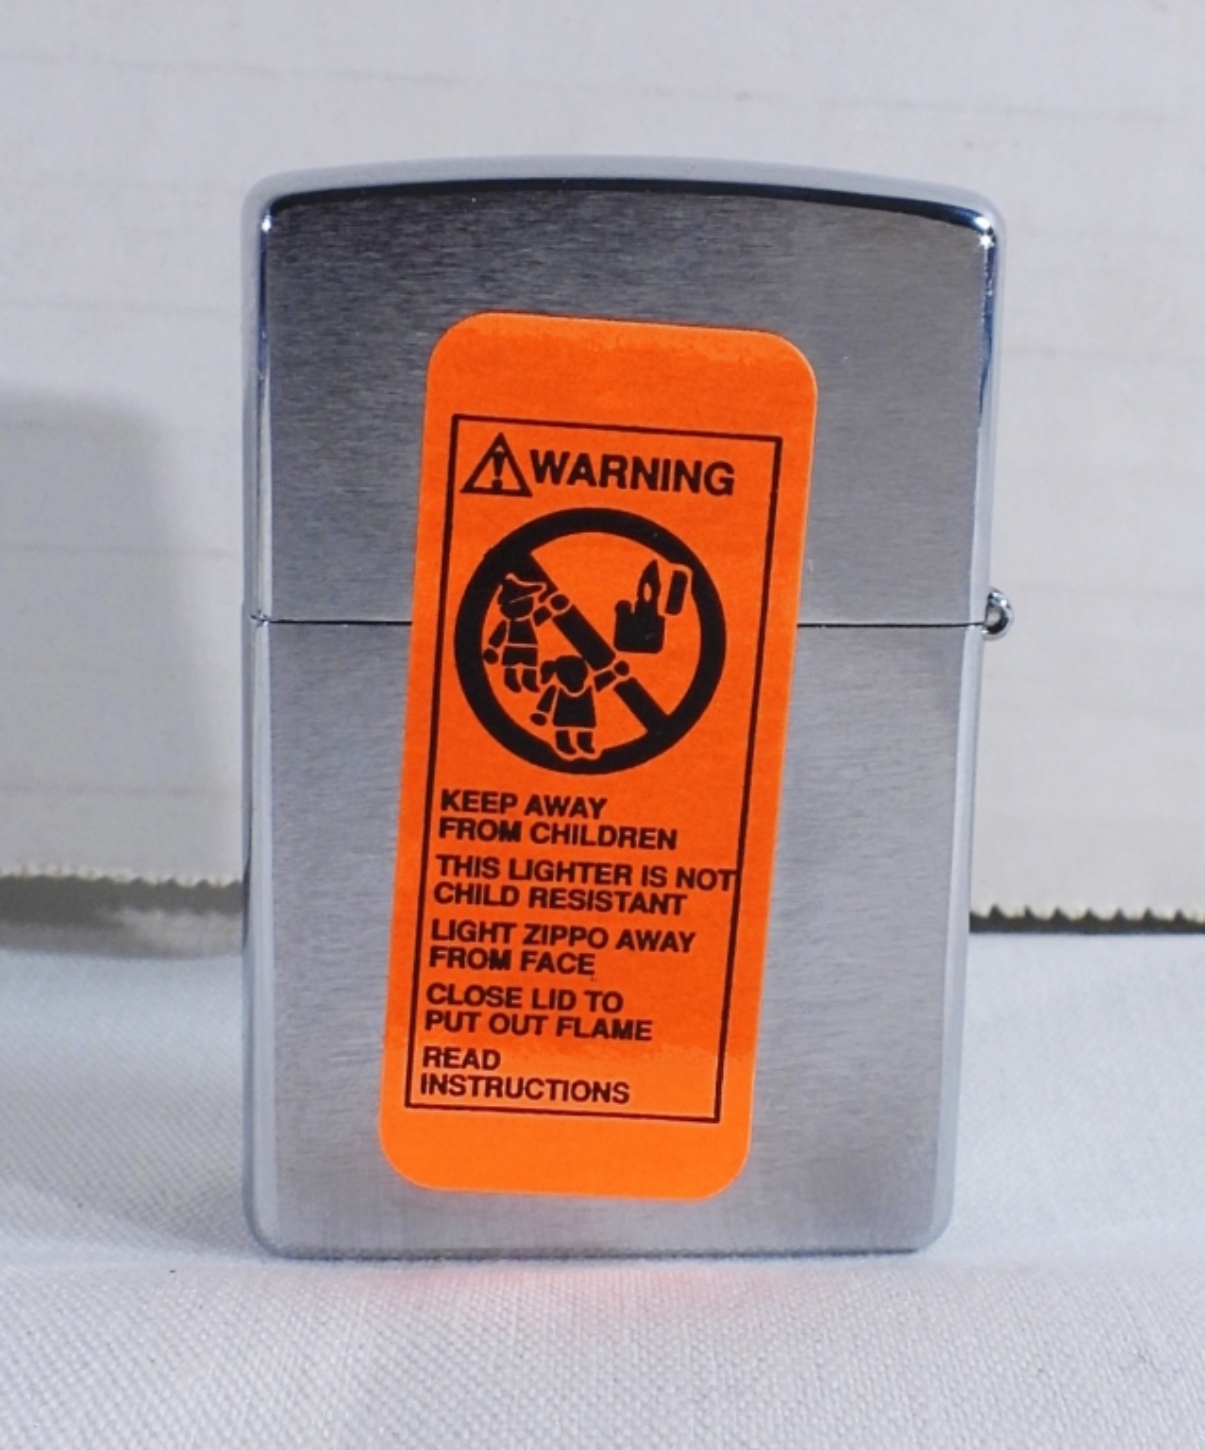 WARNING
KEEP AWAY
FROM CHILDREN
THIS LIGHTER IS NOT
CHILD RESISTANT
LIGHT ZIPPO AWAY
FROM FACE
CLOSE LID TO
PUT OUT FLAME
READ
INSTRUCTIONS